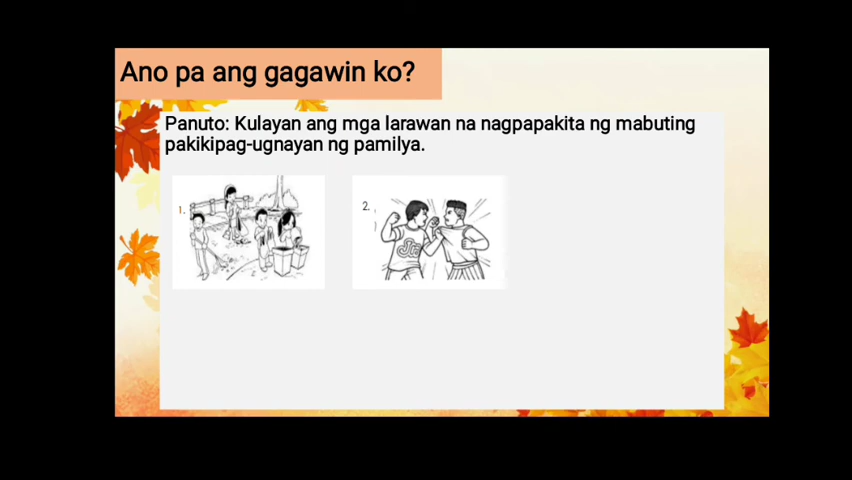 Ano pa ang gagawin ko?
Panuto: Kulayan ang mga larawan na nagpapakita ng mabuting
pakikipag-ugnayan ng pamilya.
1.
2.